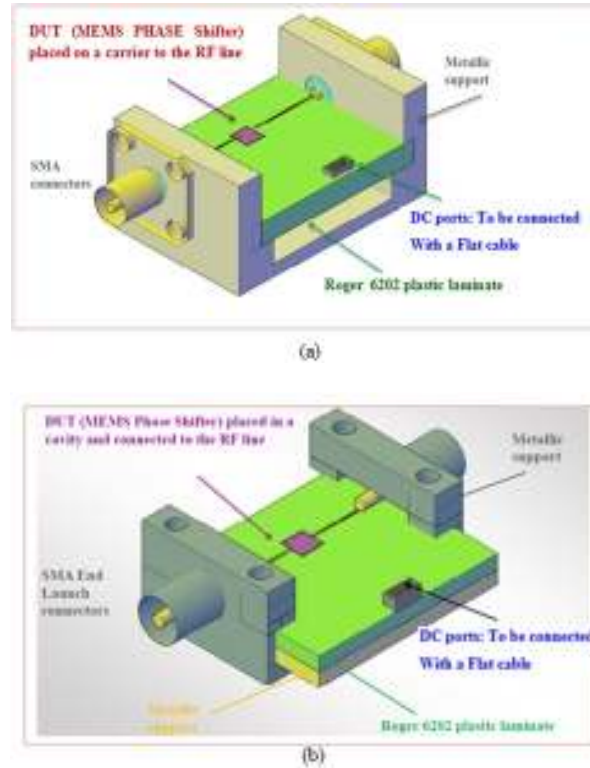 DUT (MEMS PHASE Shifter)
placed on a carrier to the RF line
Metallic
support
SMA
connectors
DC ports: To be connected
With a Flat cable
Roger 6202 plastic laminate
(a)
DUT (MEMS Phase Shifter) placed in a
cavity and connected to the RF line
Metallic
support
SMA End
Launch
connectors
DC ports: To be connected
With a Flat cable
Metallic
support
Roger 6202 plastic laminate
(b)